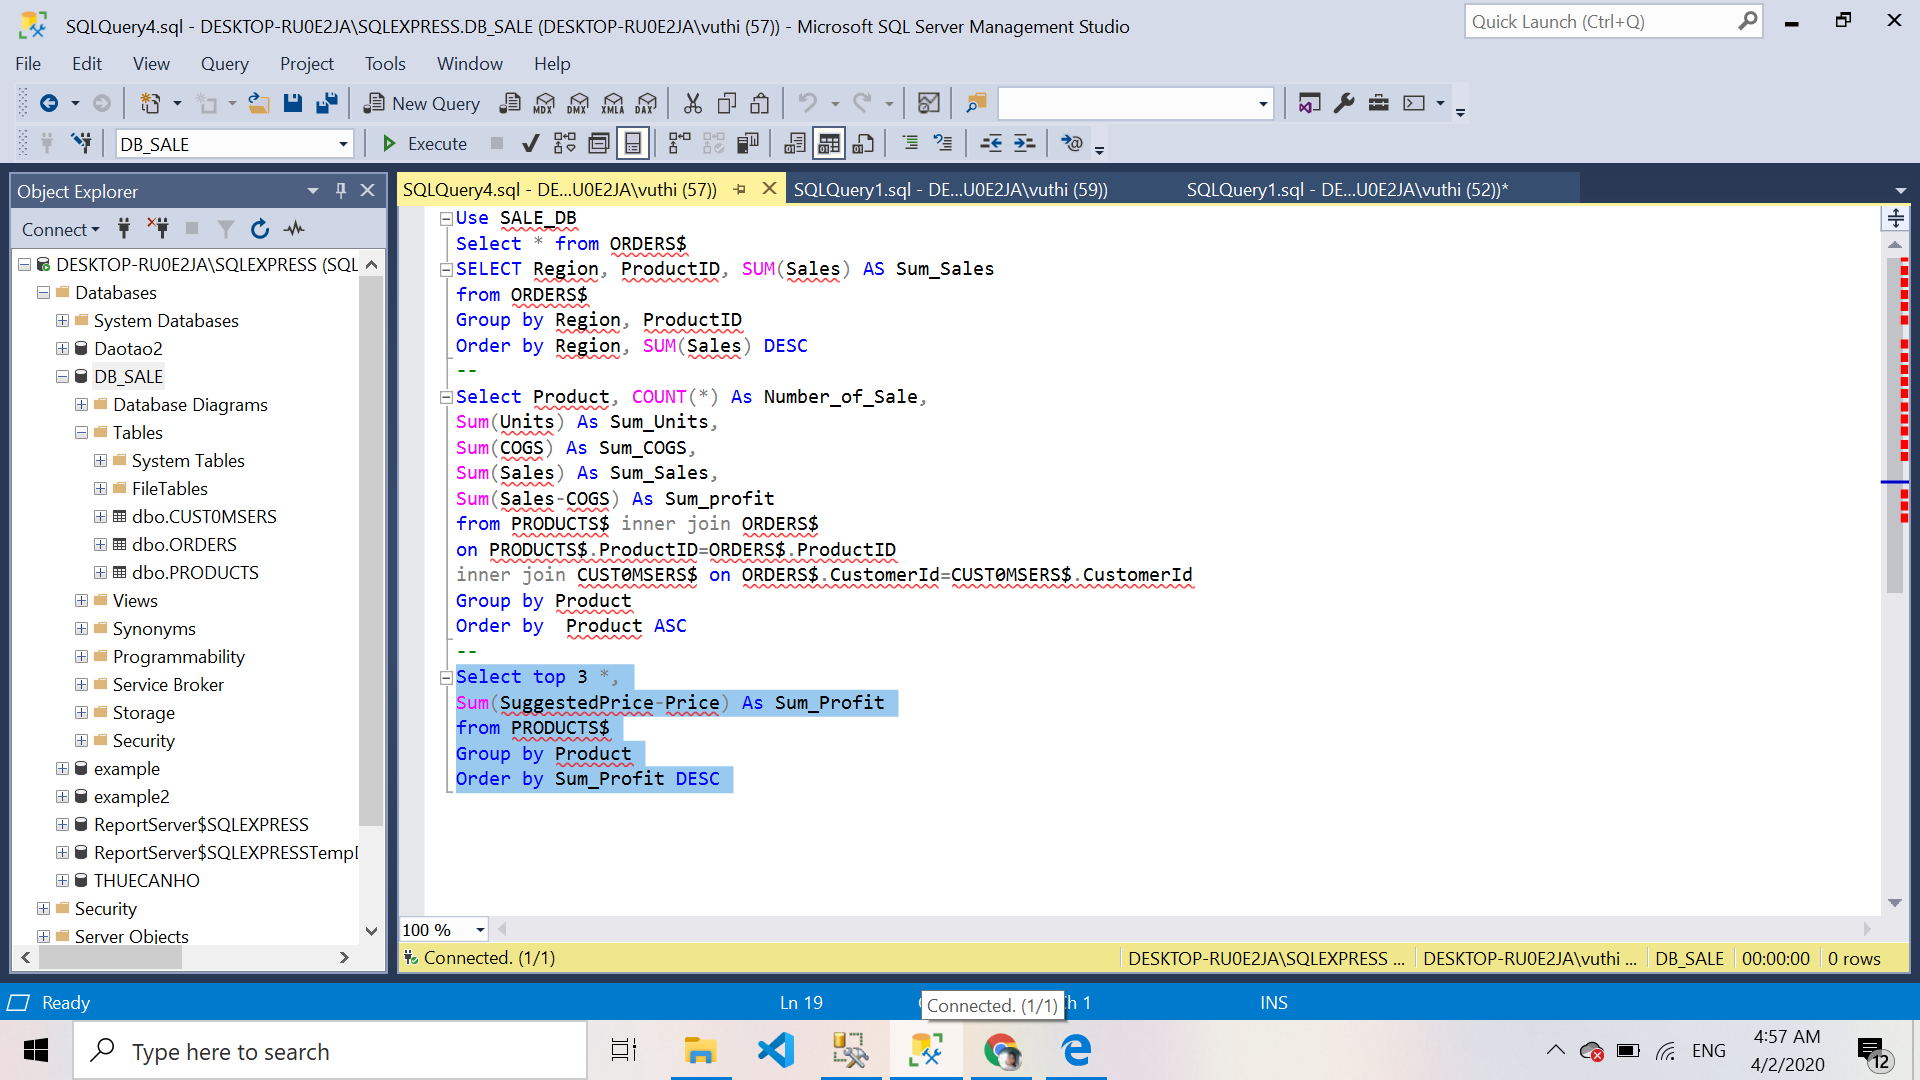 SQLQuery4.sql - DESKTOP-RU0E2JA\SQLEXPRESS.DB_SALE (DESKTOP-RU0E2JA\vuthi (57)) - Microsoft SQL Server Management Studio
Quick Launch (Ctrl+Q)
File Edit View Query Project Tools Window Help
New Query MDX DMX XMLA DAX
DB_SALE Execute
Object Explorer
SQLQuery4.sql - DE...U0E2JA\vuthi (57)) SQLQuery1.sql - DE...U0E2JA\vuthi (59)) SQLQuery1.sql - DE...U0E2JA\vuthi (52))*
Connect
DESKTOP-RU0E2JA\SQLEXPRESS (SQL
Databases
System Databases
Daotao2
DB_SALE
Database Diagrams
Tables
System Tables
FileTables
dbo.CUST0MSERS
dbo.ORDERS
dbo.PRODUCTS
Views
Synonyms
Programmability
Service Broker
Storage
Security
example
example2
ReportServer$SQLEXPRESS
ReportServer$SQLEXPRESSTempD
THUECANHO
Security
Server Objects
Use SALE_DB
Select * from ORDERS$
SELECT Region, ProductID, SUM(Sales) AS Sum_Sales
from ORDERS$
Group by Region, ProductID
Order by Region, SUM(Sales) DESC
--
Select Product, COUNT(*) As Number_of_Sale,
Sum(Units) As Sum_Units,
Sum(COGS) As Sum_COGS,
Sum(Sales) As Sum_Sales,
Sum(Sales-COGS) As Sum_profit
from PRODUCTS$ inner join ORDERS$
on PRODUCTS$.ProductID=ORDERS$.ProductID
inner join CUST0MSERS$ on ORDERS$.CustomerId=CUST0MSERS$.CustomerId
Group by Product
Order by  Product ASC
--
Select top 3 *,
Sum(SuggestedPrice-Price) As Sum_Profit
from PRODUCTS$
Group by Product
Order by Sum_Profit DESC
100 %
Connected. (1/1) DESKTOP-RU0E2JA\SQLEXPRESS ... DESKTOP-RU0E2JA\vuthi ... DB_SALE 00:00:00 0 rows
Ready Ln 19 Ch 1 INS
Connected. (1/1)
Type here to search
ENG
4:57 AM
4/2/2020
12